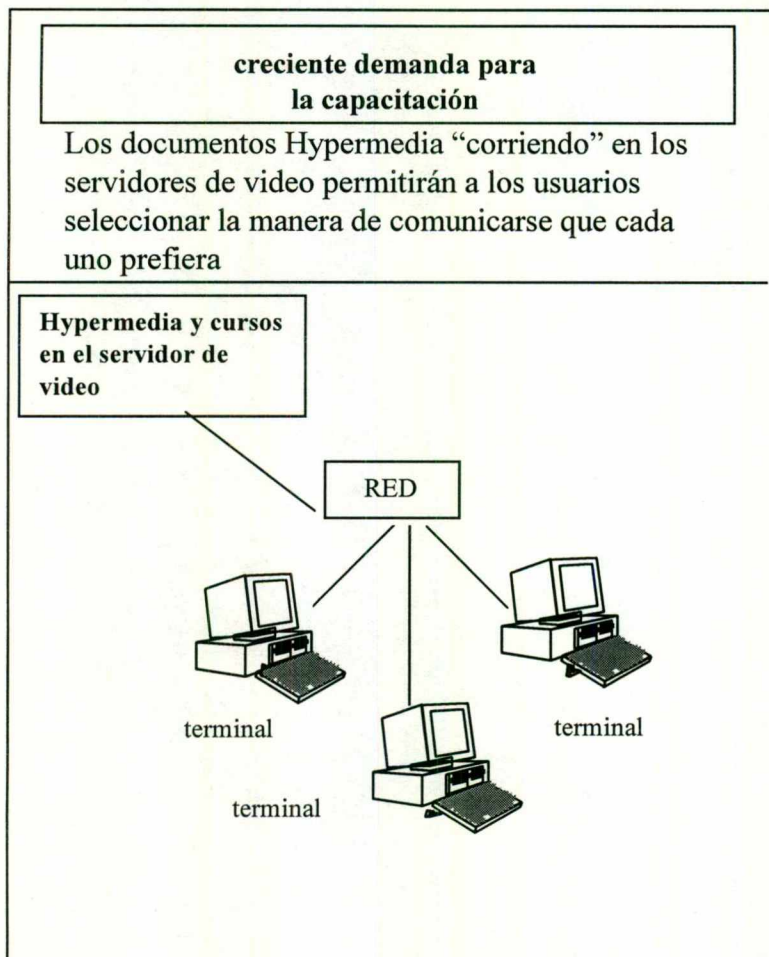 creciente demanda para
la capacitación
Los documentos Hypermedia “corriendo” en los
servidores de video permitirán a los usuarios
seleccionar la manera de comunicarse que cada
uno prefiera
Hypermedia y cursos
en el servidor de
video
RED
terminal
terminal
terminal